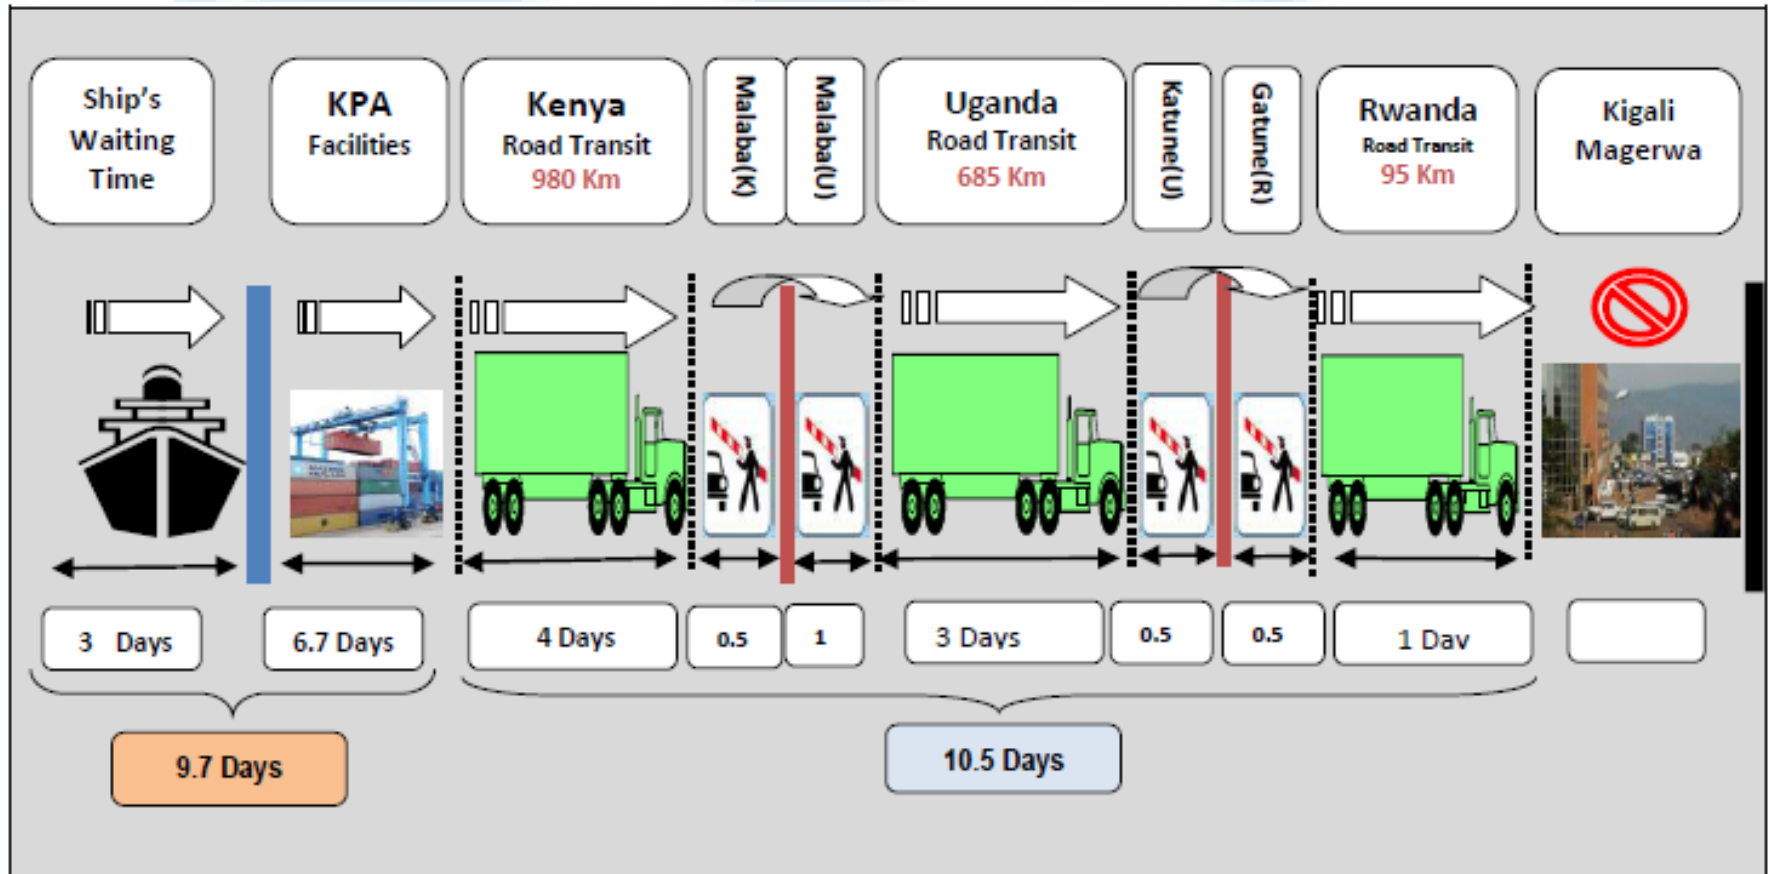 Ship's
Waiting
Time
KPA
Facilities
Kenya
Road Transit
980 Km
Malaba(K)
Malaba(U)
Uganda
Road Transit
685 Km
Katune(U)
Gatune(R)
Rwanda
Road Transit
95 Km
Kigali
Magerwa
3 Days
6.7 Days
4 Days
0.5
1
3 Days
0.5
0.5
1 Dav
9.7 Days
10.5 Days